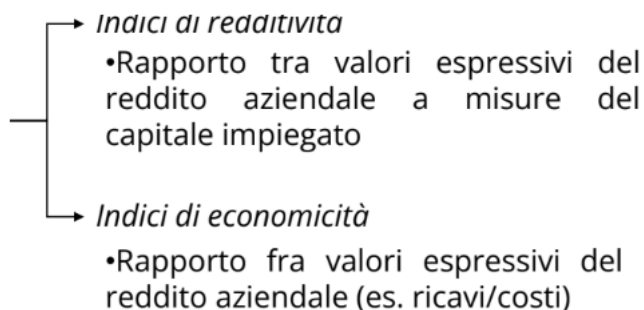 Indici di redditività
•Rapporto tra valori espressivi del
reddito aziendale a misure del
capitale impiegato
Indici di economicità
•Rapporto fra valori espressivi del
reddito aziendale (es. ricavi/costi)